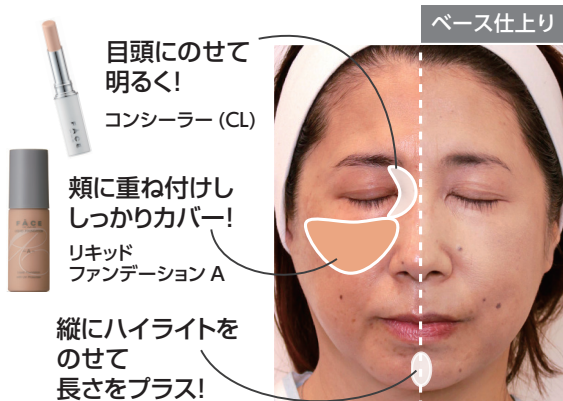 ベース仕上り
目頭にのせて
明るく!
コンシーラー (CL)
FACE
頬に重ね付けし
しっかりカバー!
リキッド
ファンデーション A
FACE
縦にハイライトを
のせて
長さをプラス!